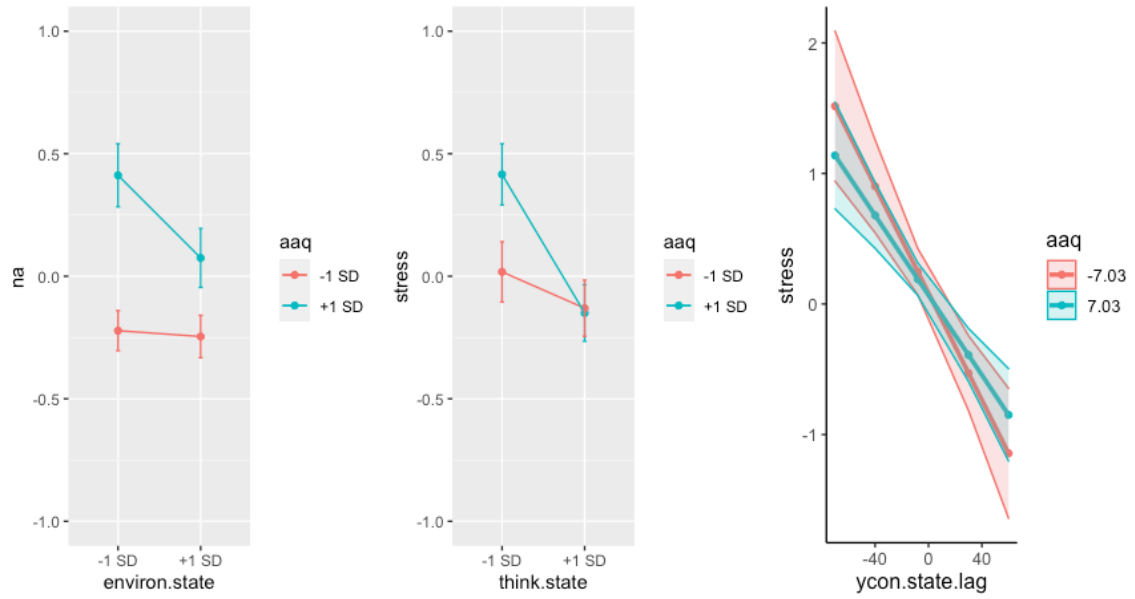 1.0
0.5
0.0
-0.5
-1.0
na
-1 SD
+1 SD
environ.state
aaq
-1 SD
+1 SD
1.0
0.5
0.0
-0.5
-1.0
stress
-1 SD
+1 SD
think.state
aaq
-1 SD
+1 SD
2
1
0
-1
stress
-40
0
40
ycon.state.lag
aaq
-7.03
7.03